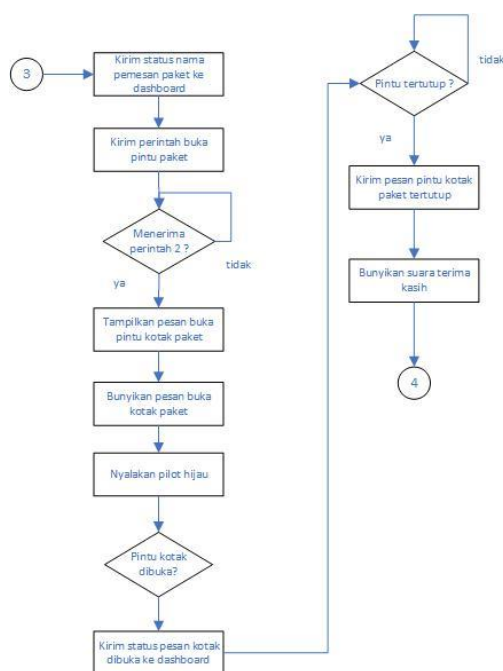 3
Kirim status nama
pemesan paket ke
dashboard
Kirim perintah buka
pintu paket
Menerima
perintah 2 ?
tidak
ya
Tampilkan pesan buka
pintu kotak paket
Bunyikan pesan buka
kotak paket
Nyalakan pilot hijau
Pintu kotak
dibuka?
Kirim status pesan kotak
dibuka ke dashboard
tidak
Pintu tertutup ?
ya
Kirim pesan pintu kotak
paket tertutup
Bunyikan suara terima
kasih
4